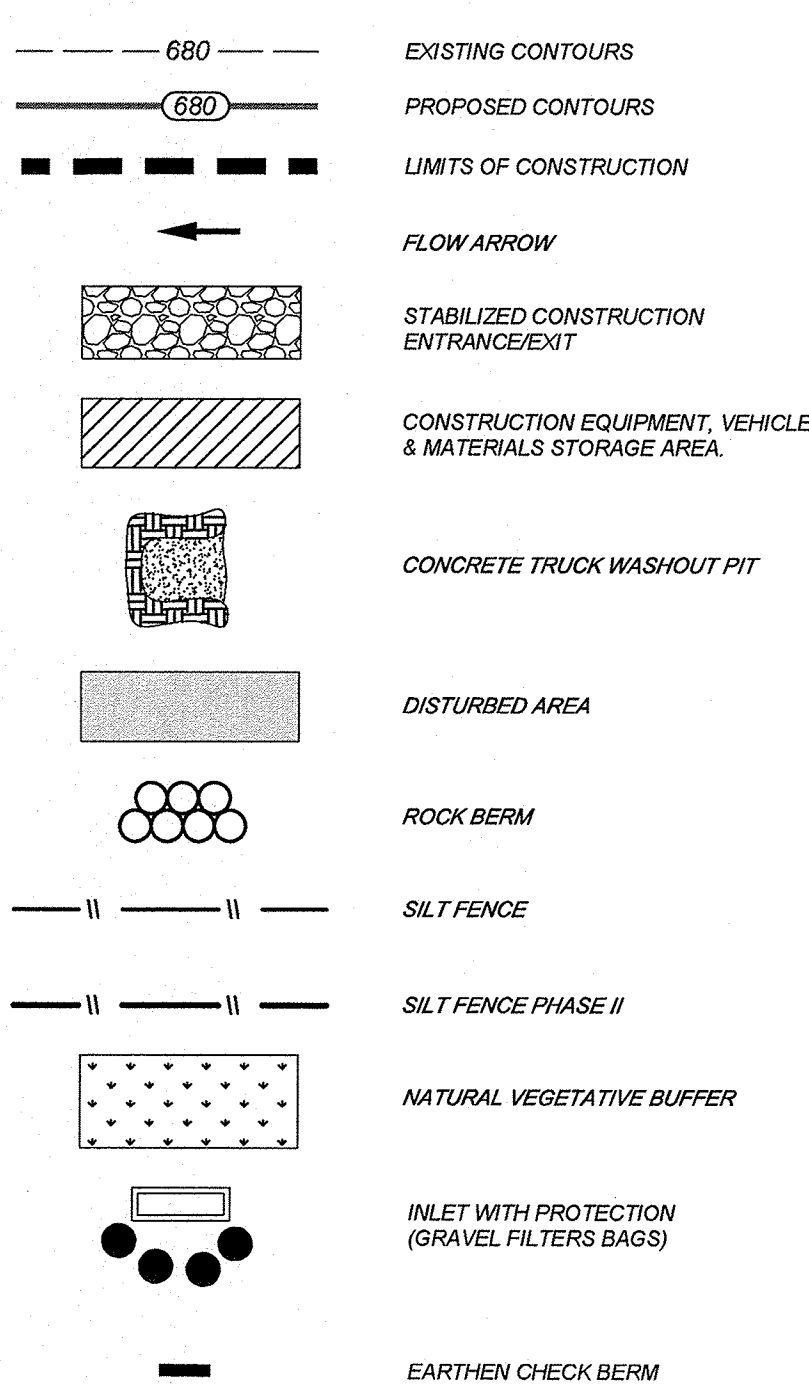 680 EXISTING CONTOURS
680 PROPOSED CONTOURS
LIMITS OF CONSTRUCTION
FLOW ARROW
STABILIZED CONSTRUCTION
ENTRANCE/EXIT
CONSTRUCTION EQUIPMENT, VEHICLE
& MATERIALS STORAGE AREA.
CONCRETE TRUCK WASHOUT PIT
DISTURBED AREA
ROCK BERM
SILT FENCE
SILT FENCE PHASE II
NATURAL VEGETATIVE BUFFER
INLET WITH PROTECTION
(GRAVEL FILTERS BAGS)
EARTHEN CHECK BERM